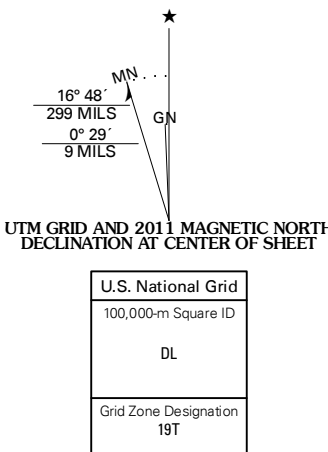 ★
MN
16° 48´
299 MILS
GN
0° 29´
9 MILS
UTM GRID AND 2011 MAGNETIC NORTH
DECLINATION AT CENTER OF SHEET
U.S. National Grid
100,000-m Square ID
DL
Grid Zone Designation
19T